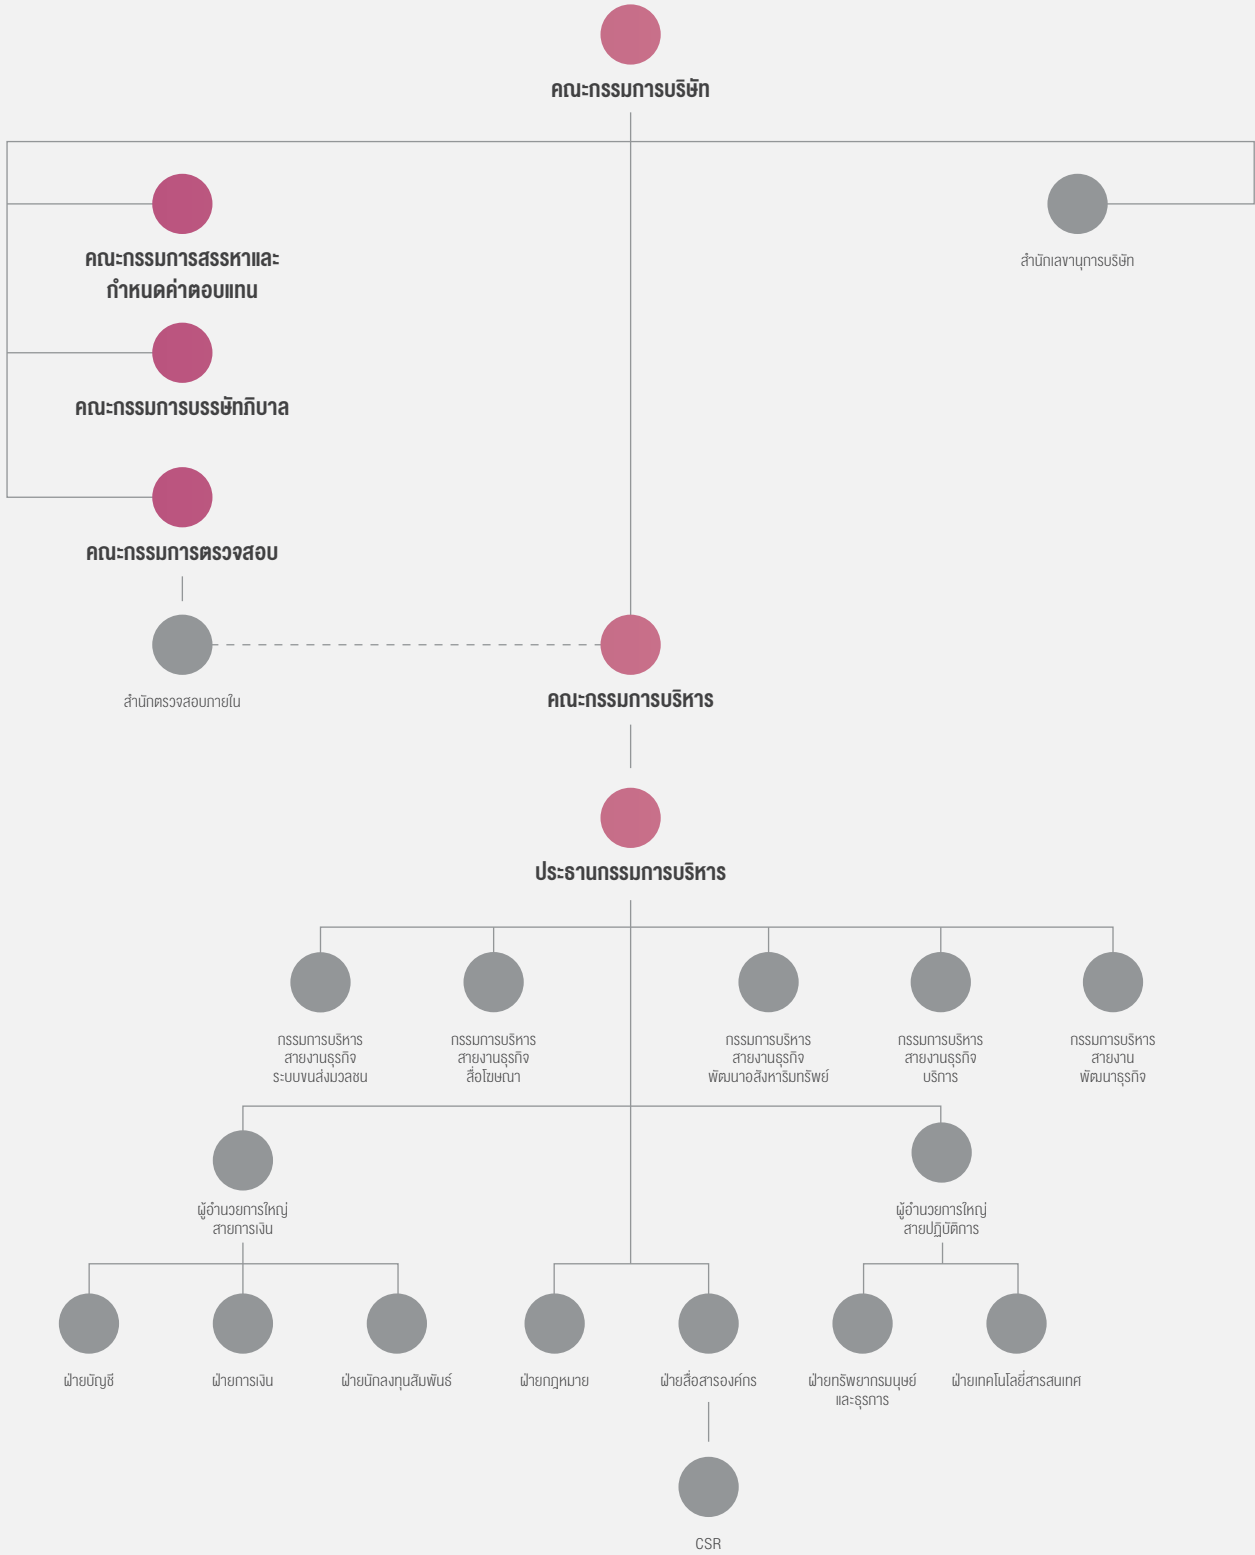 คณะกรรมการบริษัท
คณะกรรมการสรรหาและ
กำหนดค่าตอบแทน
สำนักเลขานุการบริษัท
คณะกรรมการบรรษัทภิบาล
คณะกรรมการตรวจสอบ
สำนักตรวจสอบภายใน
คณะกรรมการบริหาร
ประธานกรรมการบริหาร
กรรมการบริหาร
สายงานธุรกิจ
ระบบขนส่งมวลชน
กรรมการบริหาร
สายงานธุรกิจ
สื่อโฆษณา
กรรมการบริหาร
สายงานธุรกิจ
พัฒนาอสังหาริมทรัพย์
กรรมการบริหาร
สายงานธุรกิจ
บริการ
กรรมการบริหาร
สายงาน
พัฒนาธุรกิจ
ผู้อำนวยการใหญ่
สายการเงิน
ผู้อำนวยการใหญ่
สายปฏิบัติการ
ฝ่ายบัญชี
ฝ่ายการเงิน
ฝ่ายนักลงทุนสัมพันธ์
ฝ่ายกฎหมาย
ฝ่ายสื่อสารองค์กร
ฝ่ายทรัพยากรมนุษย์
และธุรการ
ฝ่ายเทคโนโลยีสารสนเทศ
CSR